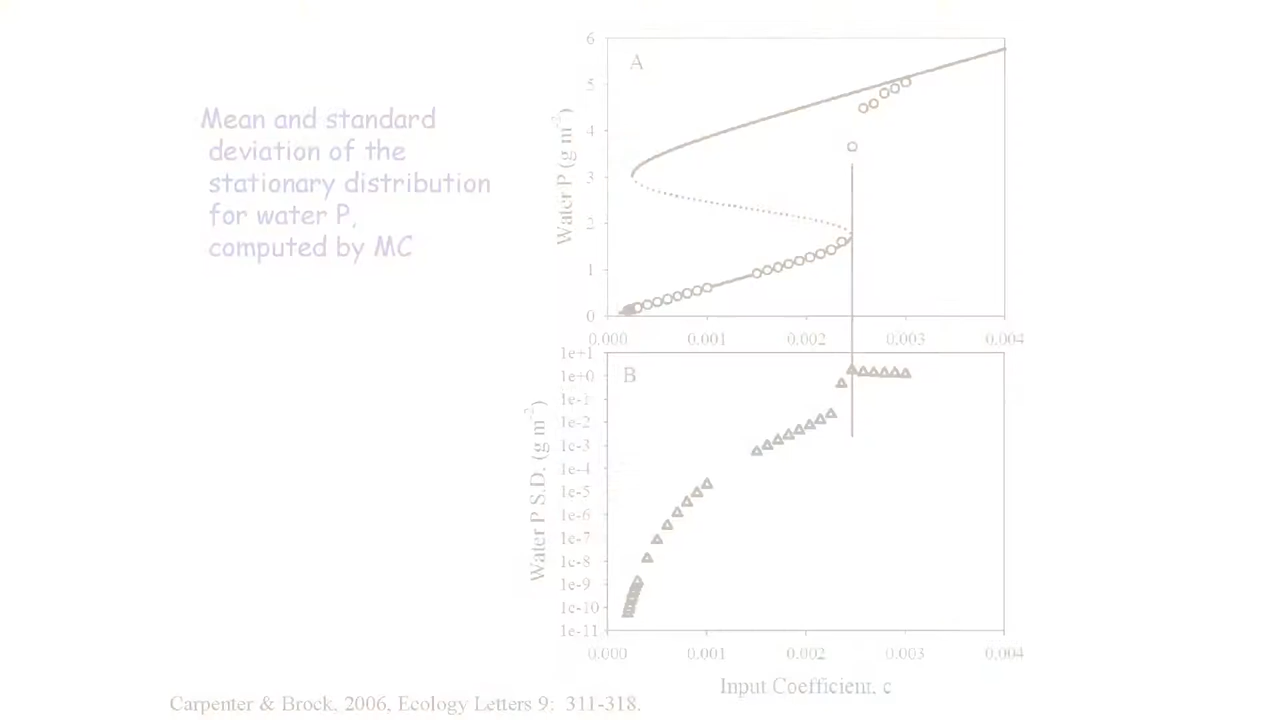 Mean and standard
deviation of the
stationary distribution
for water P,
computed by MC
A
Water P (g m-2)
6
5
4
3
2
1
0
0.000 0.001 0.002 0.003 0.004
B
Water P S.D. (g m-2)
1e+1
1e+0
1e-1
1e-2
1e-3
1e-4
1e-5
1e-6
1e-7
1e-8
1e-9
1e-10
1e-11
0.000 0.001 0.002 0.003 0.004
Input Coefficient, c
Carpenter & Brock, 2006, Ecology Letters 9: 311-318.